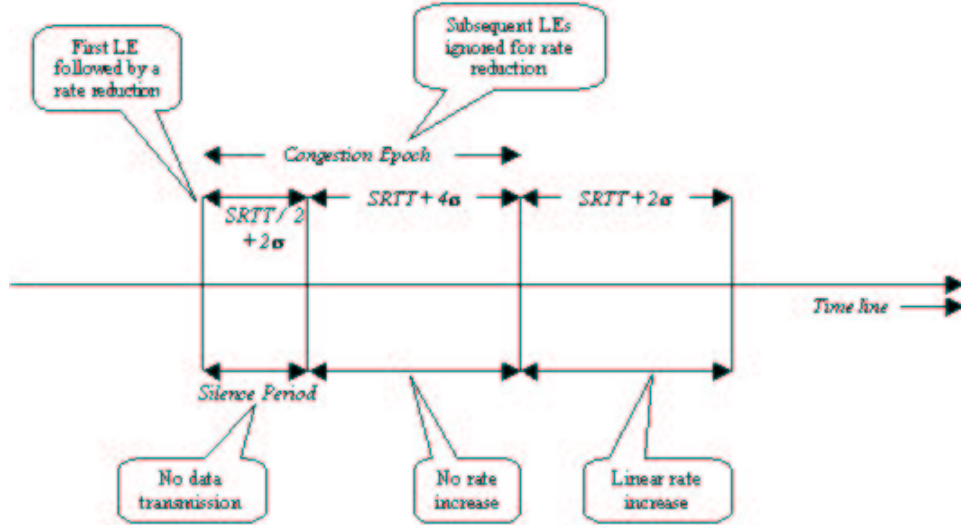 First LE
followed by a
rate reduction
Subsequent LEs
ignored for rate
reduction
Congestion Epoch
SRTT / 2
+ 2σ
SRTT + 4σ
SRTT + 2σ
Time line
Silence Period
No data
transmission
No rate
increase
Linear rate
increase